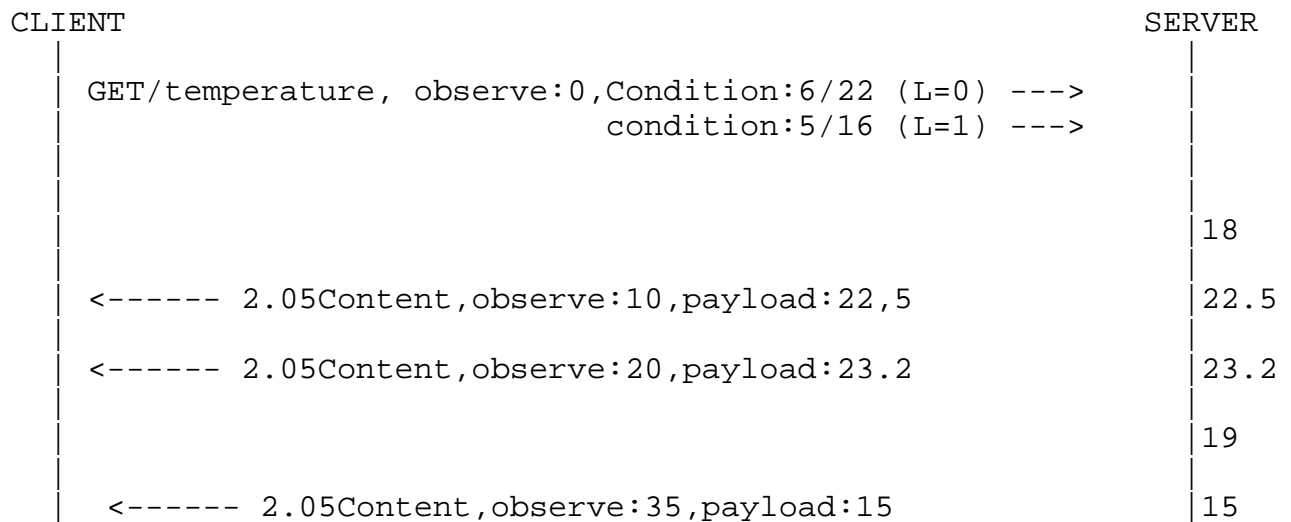 CLIENT SERVER
GET/temperature, observe:0,Condition:6/22 (L=0) --->
condition:5/16 (L=1) --->
18
<------ 2.05Content,observe:10,payload:22,5 22.5
<------ 2.05Content,observe:20,payload:23.2 23.2
19
<------ 2.05Content,observe:35,payload:15 15